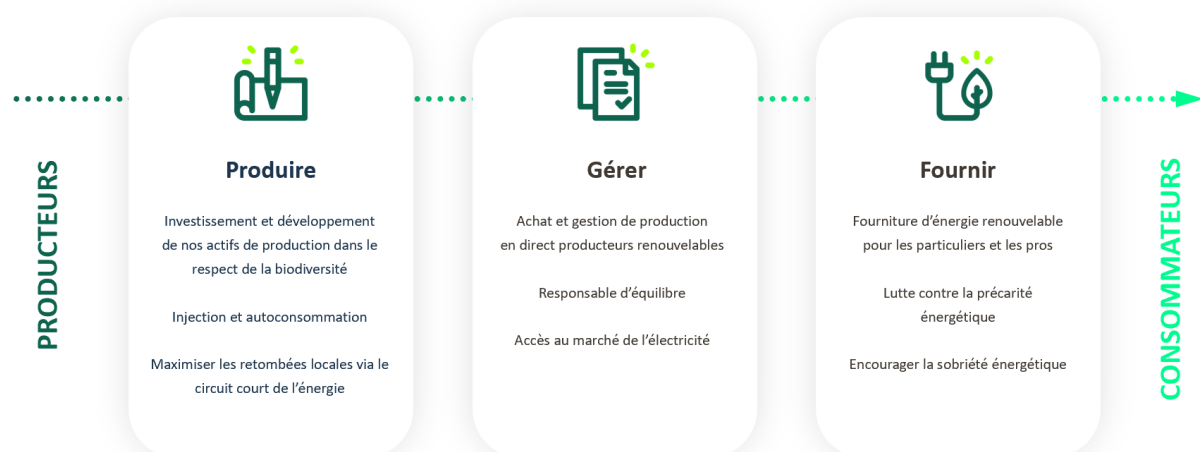 PRODUCTEURS
Produire
Investissement et développement
de nos actifs de production dans le
respect de la biodiversité
Injection et autoconsommation
Maximiser les retombées locales via le
circuit court de l’énergie
Gérer
Achat et gestion de production
en direct producteurs renouvelables
Responsable d’équilibre
Accès au marché de l’électricité
Fournir
Fourniture d’énergie renouvelable
pour les particuliers et les pros
Lutte contre la précarité
énergétique
Encourager la sobriété énergétique
CONSOMMATEURS